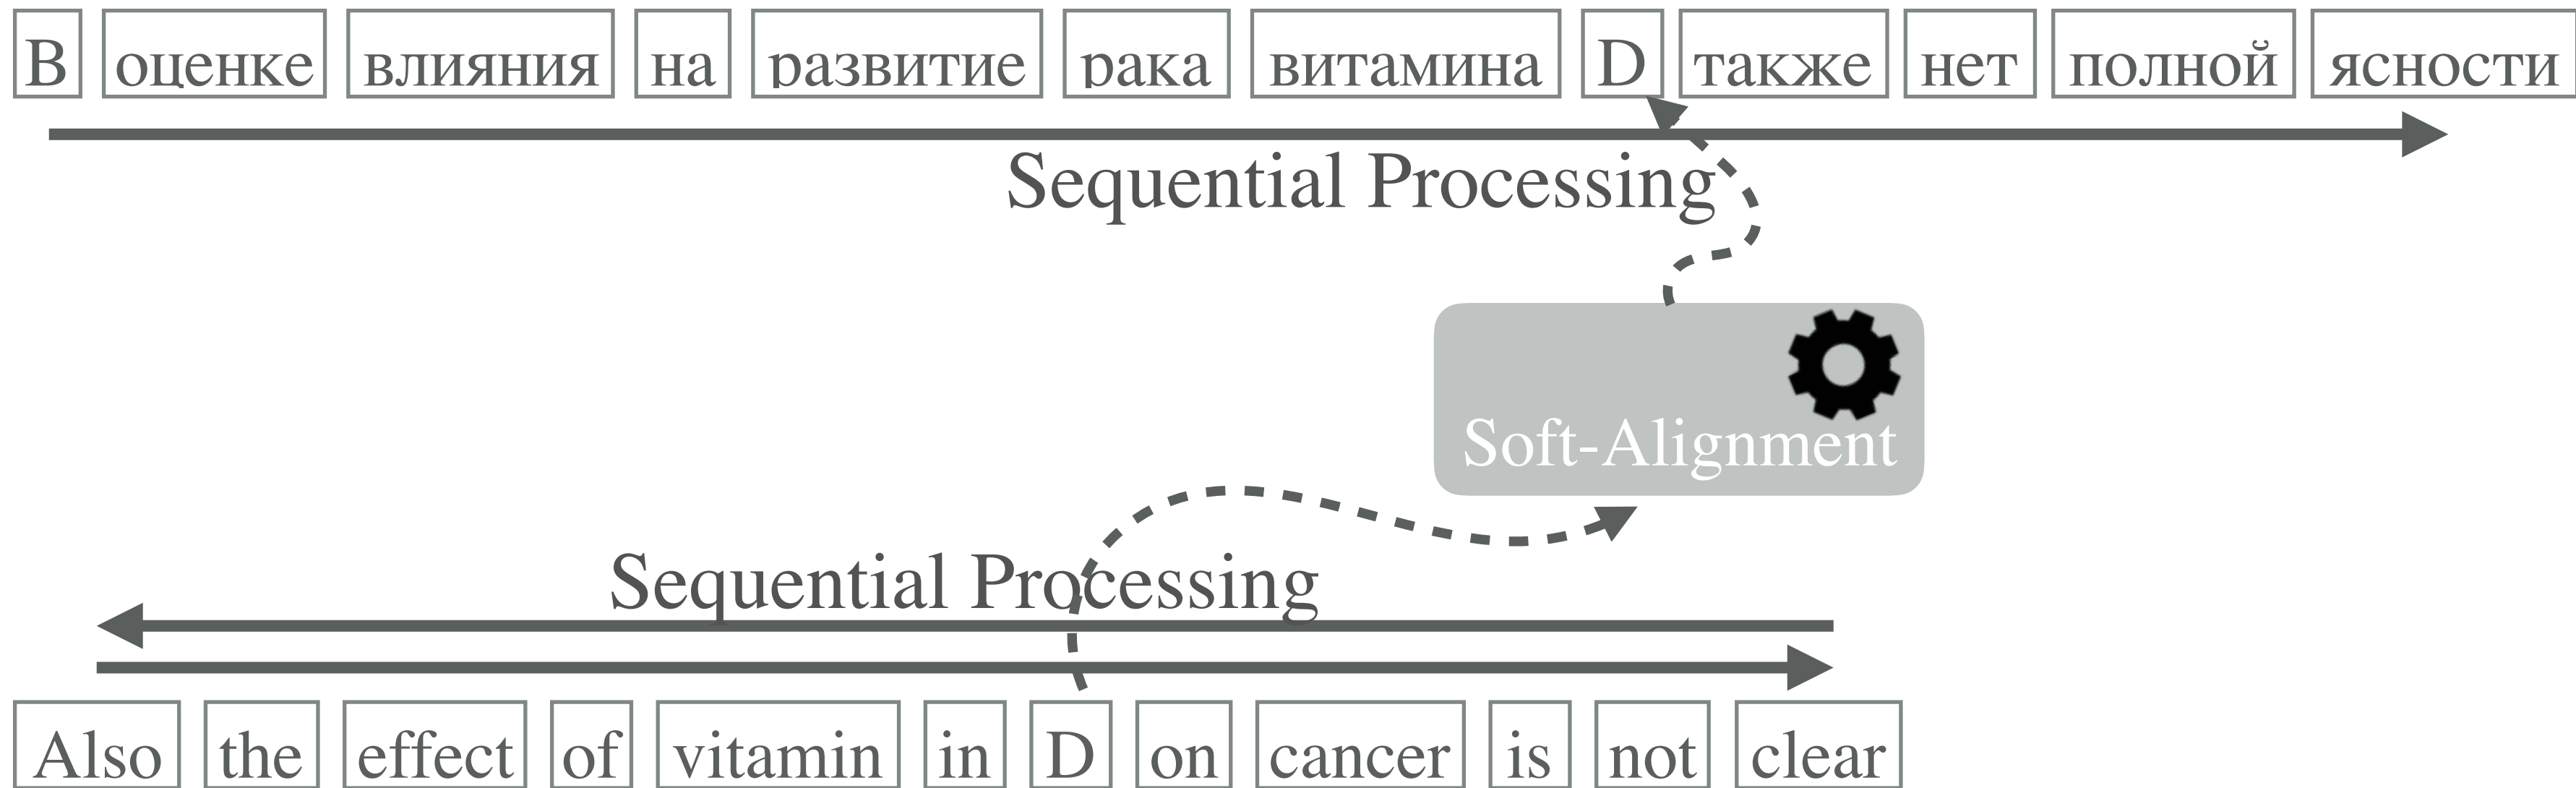 В оценке влияния на развитие рака витамина D также нет полной ясности
Sequential Processing
Soft-Alignment
Sequential Processing
Also the effect of vitamin in D on cancer is not clear